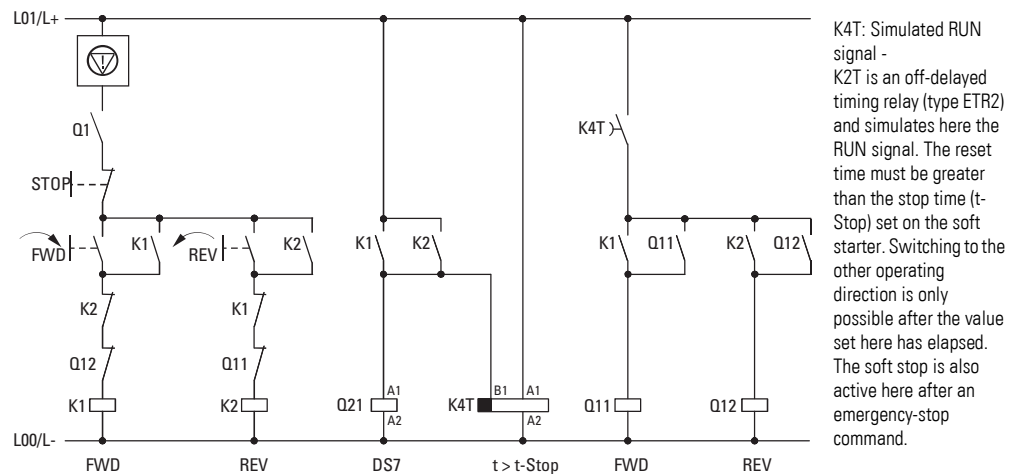 L01/L+
Q1
STOP
FWD
K1
REV
K2
K1
K2
K4T
K1
Q11
K2
Q12
K2
K1
Q12
Q11
K1
K2
Q21
A1
A2
K4T
B1
A1
A2
Q11
Q12
L00/L-
FWD
REV
DS7
t > t-Stop
FWD
REV
K4T: Simulated RUN
signal -
K2T is an off-delayed
timing relay (type ETR2)
and simulates here the
RUN signal. The reset
time must be greater
than the stop time (t-
Stop) set on the soft
starter. Switching to the
other operating
direction is only
possible after the value
set here has elapsed.
The soft stop is also
active here after an
emergency-stop
command.